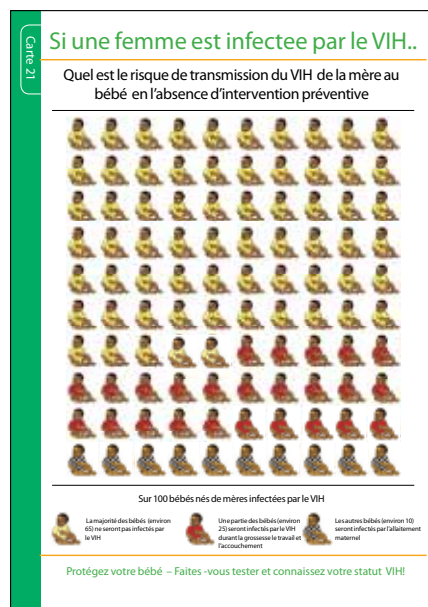 Carte 21
Si une femme est infectee par le VIH..
Quel est le risque de transmission du VIH de la mère au
bébé en l'absence d'intervention préventive
Sur 100 bébés nés de mères infectées par le VIH
La majorité des bébés (environ
65) ne seront pas infectés par
le VIH
Une partie des bébés (environ
25) seront infectés par le VIH
durant la grossesse le travail et
l'accouchement
Les autres bébés (environ 10)
seront infectés par l'allaitement
maternel
Protégez votre bébé – Faites -vous tester et connaissez votre statut VIH!